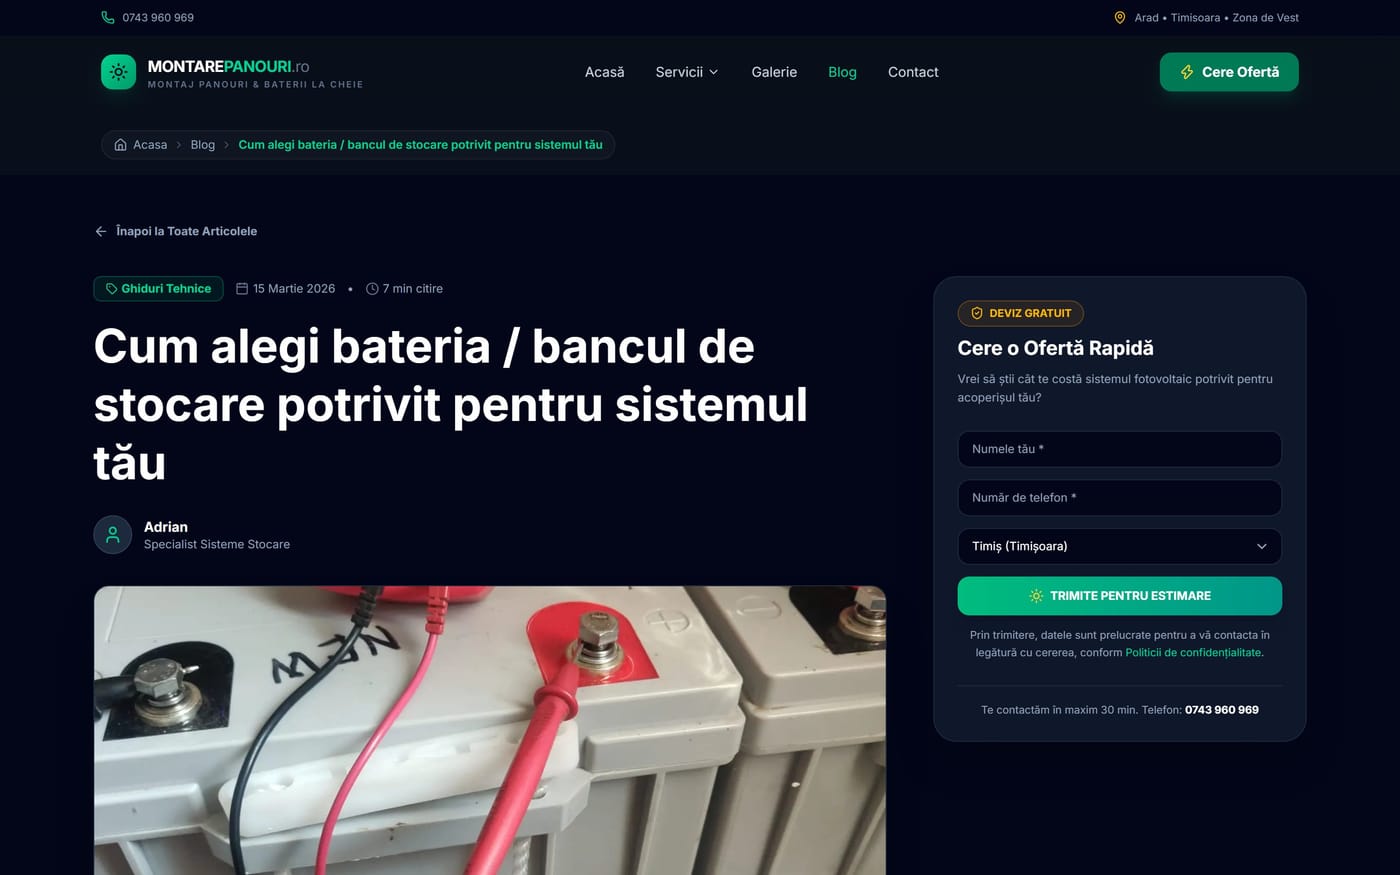 0743 960 969
Arad • Timisoara • Zona de Vest
MONTAREPANOURI.ro
MONTAJ PANOURI & BATERII LA CHEIE
Acasă
Servicii
Galerie
Blog
Contact
Cere Ofertă
Acasa
Blog
Cum alegi bateria / bancul de stocare potrivit pentru sistemul tău
Înapoi la Toate Articolele
Ghiduri Tehnice
15 Martie 2026
•
7 min citire
Cum alegi bateria / bancul de
stocare potrivit pentru sistemul
tău
Adrian
Specialist Sisteme Stocare
DEVIZ GRATUIT
Cere o Ofertă Rapidă
Vrei să știi cât te costă sistemul fotovoltaic potrivit pentru
acoperișul tău?
Numele tău *
Număr de telefon *
Timiș (Timișoara)
TRIMITE PENTRU ESTIMARE
Prin trimitere, datele sunt prelucrate pentru a vă contacta în
legătură cu cererea, conform Politicii de confidențialitate.
Te contactăm în maxim 30 min. Telefon: 0743 960 969